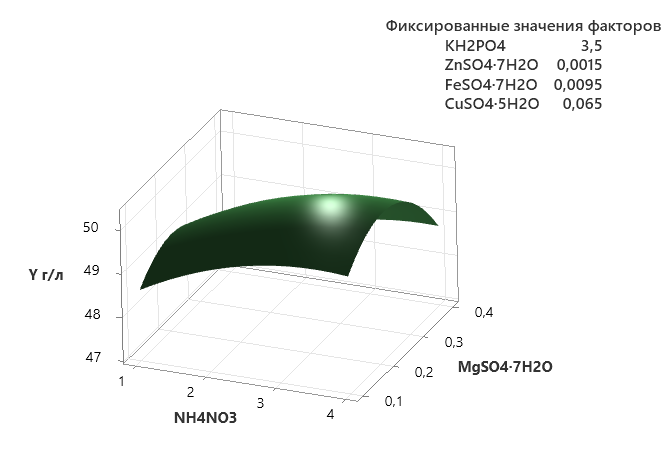 Фиксированные значения факторов
KH2PO4 3,5
ZnSO4·7H2O 0,0015
FeSO4·7H2O 0,0095
CuSO4·5H2O 0,065
50
49
Y г/л
48
47
0,4
0,3
MgSO4·7H2O
0,2
0,1
1
2
3
4
NH4NO3